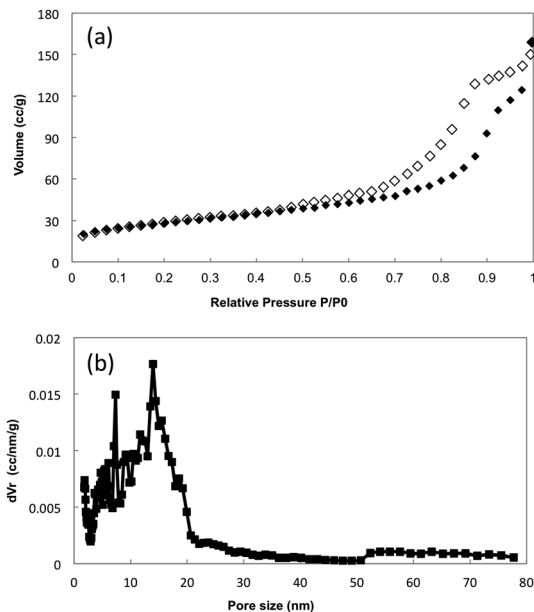 (a)
180
150
120
90
60
30
0
Volume (cc/g)
0 0.1 0.2 0.3 0.4 0.5 0.6 0.7 0.8 0.9 1
Relative Pressure P/P0
(b)
0.02
0.015
0.01
0.005
0
dVr (cc/nm/g)
0 10 20 30 40 50 60 70 80
Pore size (nm)